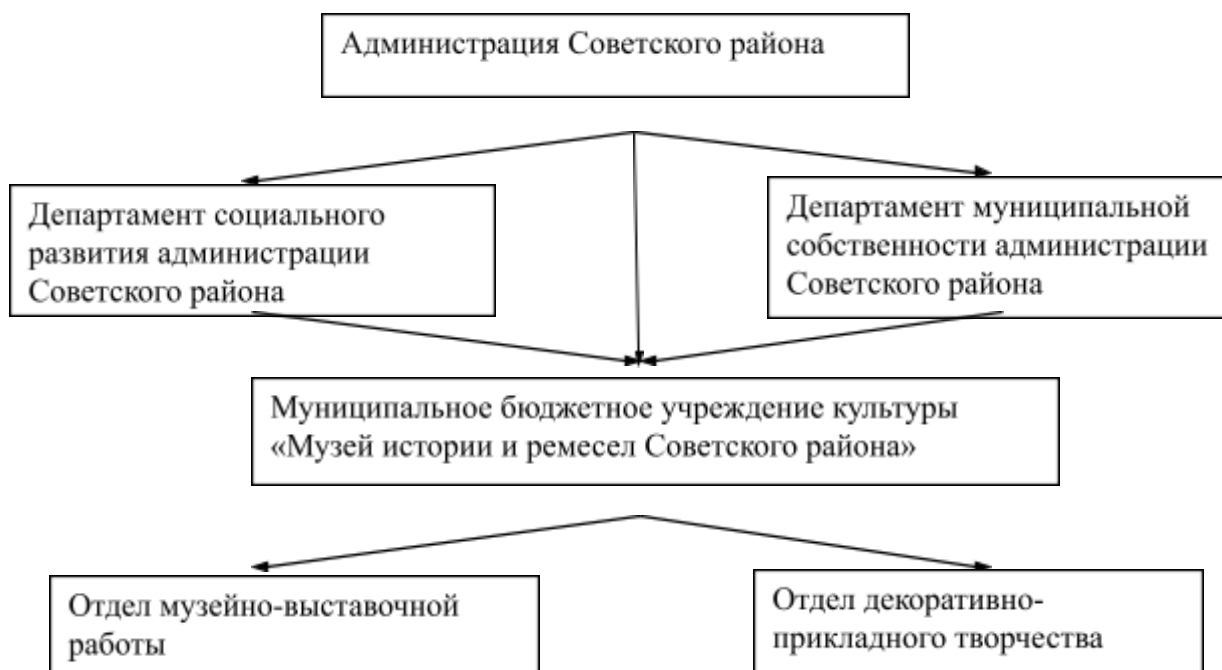 Администрация Советского района
Департамент социального
развития администрации
Советского района
Департамент муниципальной
собственности администрации
Советского района
Муниципальное бюджетное учреждение культуры
«Музей истории и ремесел Советского района»
Отдел музейно-выставочной
работы
Отдел декоративно-
прикладного творчества